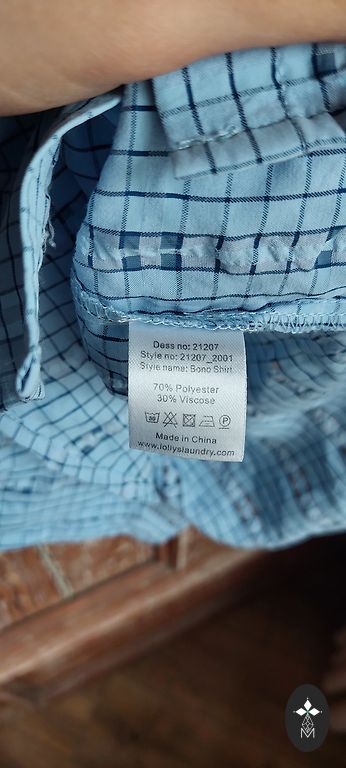 Dess no: 21207
Style no: 21207_2001
Style name: Bono Shirt
70% Polyester
30% Viscose
Made in China
www.lollyslaundry.com